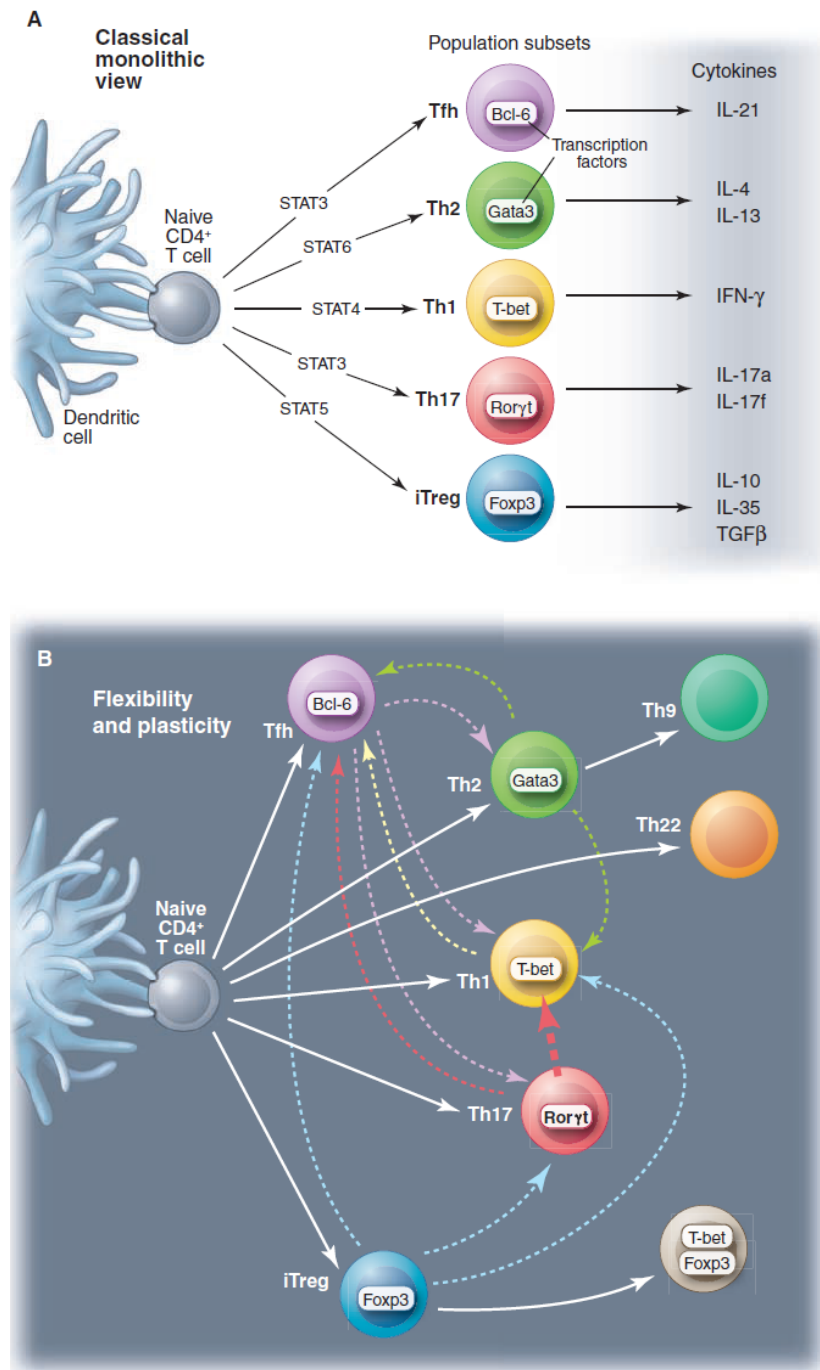 A
Classical
monolithic
view
Population subsets
Cytokines
Tfh
Bcl-6
IL-21
Transcription
factors
STAT3
Naive
CD4+
T cell
Th2
Gata3
IL-4
IL-13
STAT6
STAT4
Th1
T-bet
IFN-γ
STAT3
Th17
Rorγt
IL-17a
IL-17f
STAT5
Dendritic
cell
iTreg
Foxp3
IL-10
IL-35
TGFβ
B
Flexibility
and plasticity
Bcl-6
Tfh
Th9
Th2
Gata3
Th22
Naive
CD4+
T cell
Th1
T-bet
Th17
Rorγt
iTreg
Foxp3
T-bet
Foxp3